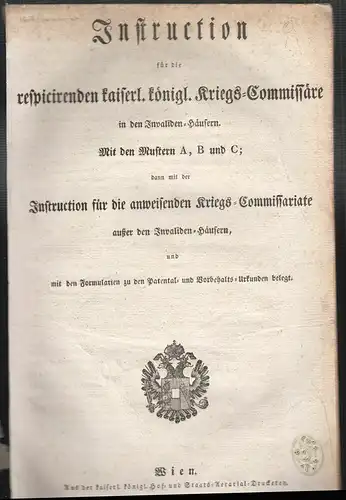 Instruction
für die
respicirenden kaiserl. königl. Kriegs-Commissäre
in den Invaliden-Häusern.
Mit den Mustern A, B und C;
dann mit der
Instruction für die anweisenden Kriegs-Commissariate
außer den Invaliden-Häusern,
und
mit den Formularien zu den Patental- und Vorbehalts-Urkunden belegt.
Wien.
Aus der kaiserl. königl. Hof- und Staats-Aerarial-Druckerey.